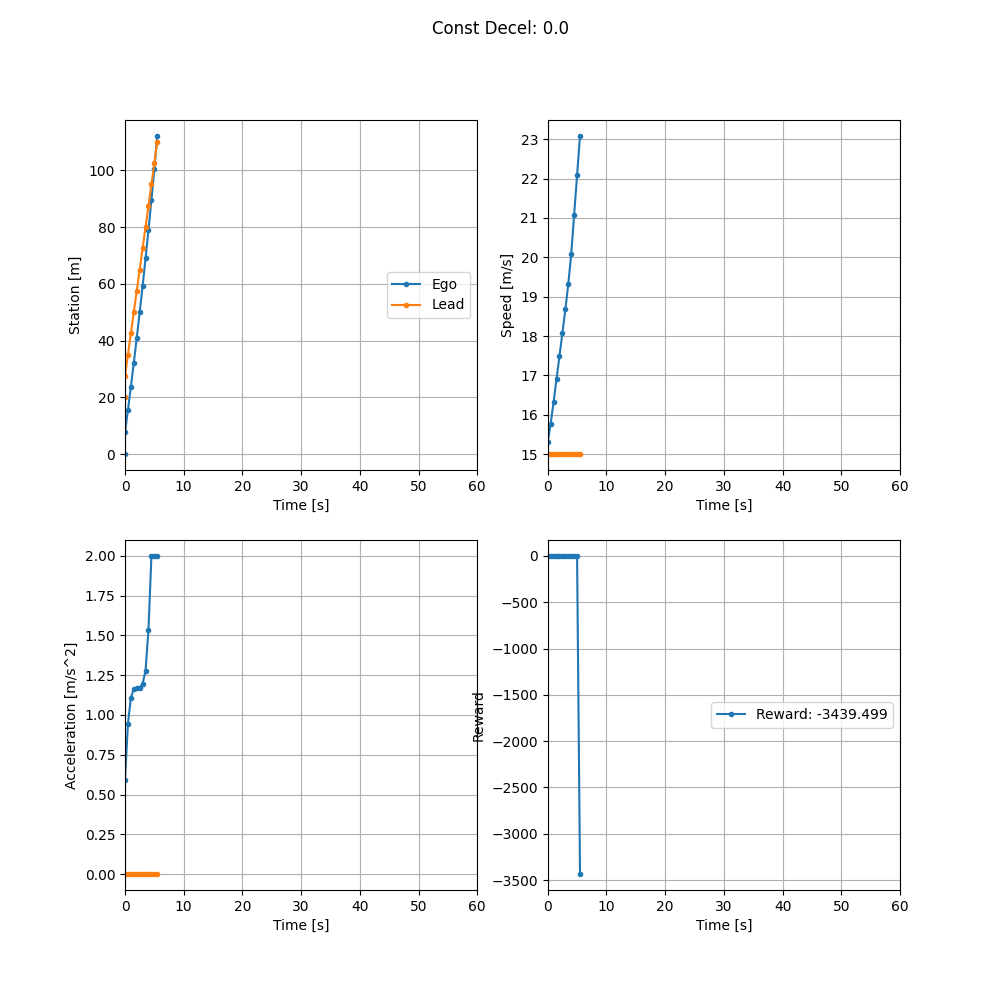 Const Decel: 0.0
100
80
60
40
20
0
Station [m]
Ego
Lead
0 10 20 30 40 50 60
Time [s]
23
22
21
20
19
18
17
16
15
Speed [m/s]
0 10 20 30 40 50 60
Time [s]
2.00
1.75
1.50
1.25
1.00
0.75
0.50
0.25
0.00
Acceleration [m/s^2]
0 10 20 30 40 50 60
Time [s]
0
−500
−1000
−1500
−2000
−2500
−3000
−3500
Reward
Reward: -3439.499
0 10 20 30 40 50 60
Time [s]